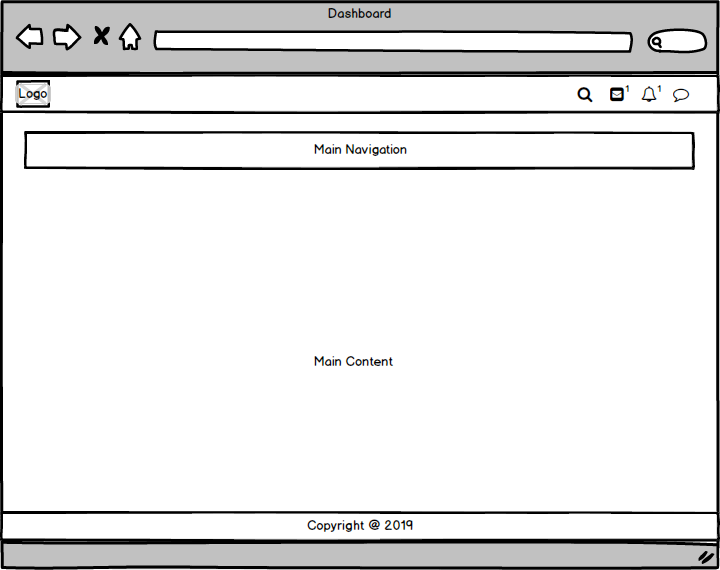 Dashboard
Logo
1
1
Main Navigation
Main Content
Copyright @ 2019